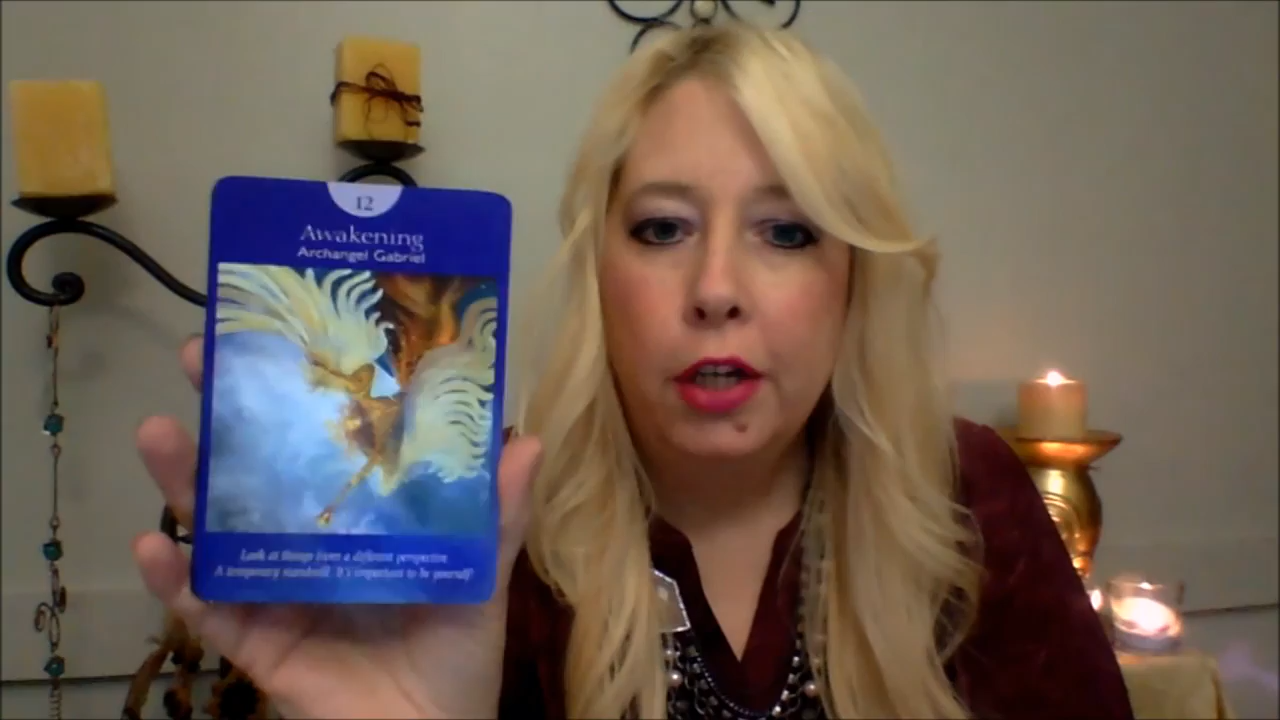 12
Awakening
Archangel Gabriel
Look at things from a different perspective
A temporary standstill It's important to be yourself